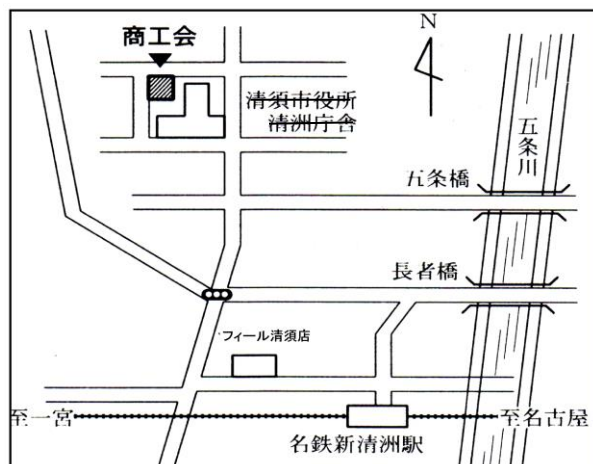 商工会
N
清須市役所
清洲庁舎
五条川
五条橋
長者橋
フィール清須店
至一宮
至名古屋
名鉄新清洲駅